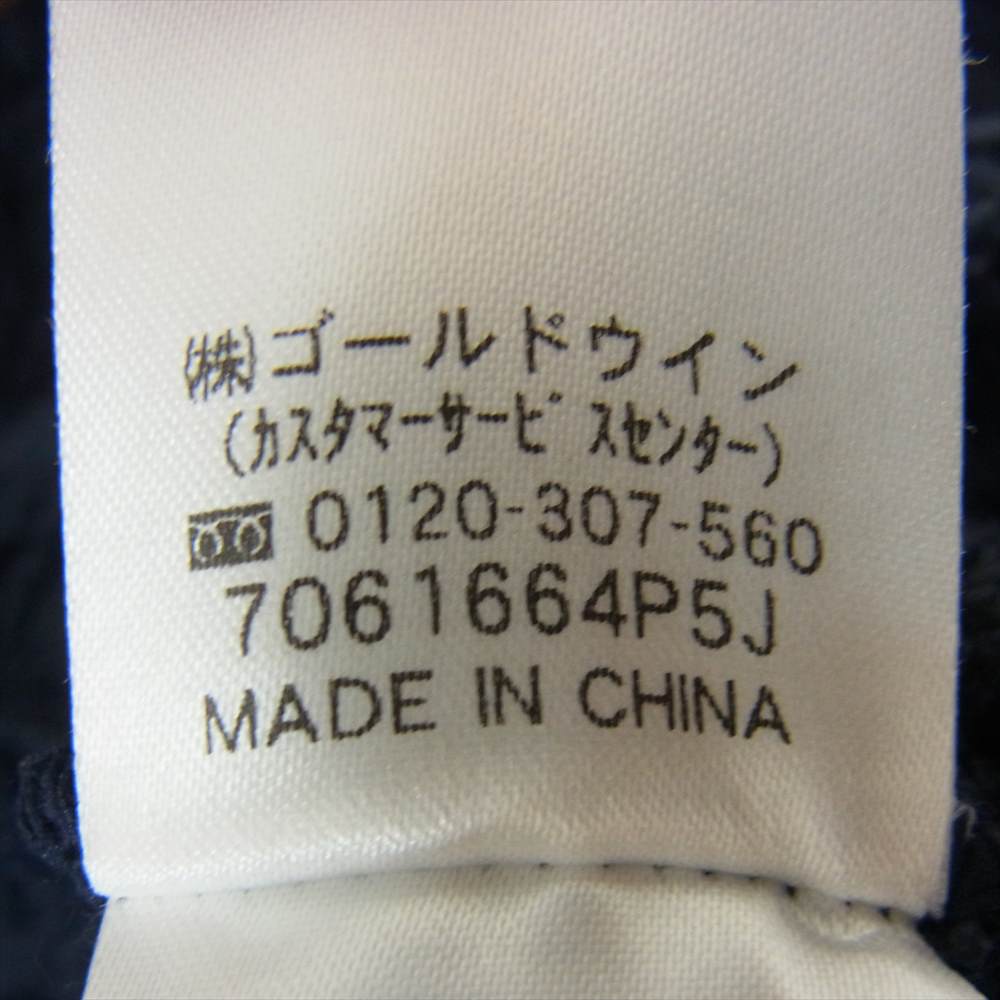 (株)ゴールドウイン
(カスタマーサービスセンター)
0120-307-560
7061664P5J
MADE IN CHINA